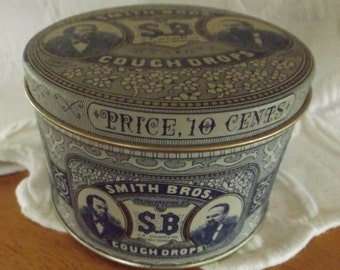 S.B
COUGH DROPS
PRICE, 10 CENTS
SMITH BROS.
S.B
COUGH DROPS